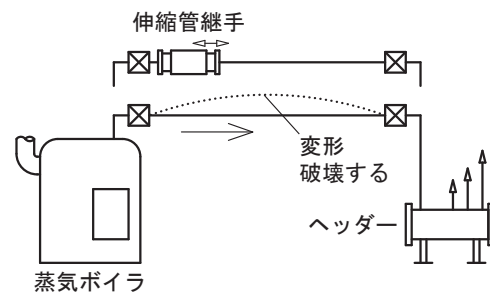 伸縮管継手
変形
破壊する
ヘッダー
蒸気ボイラ